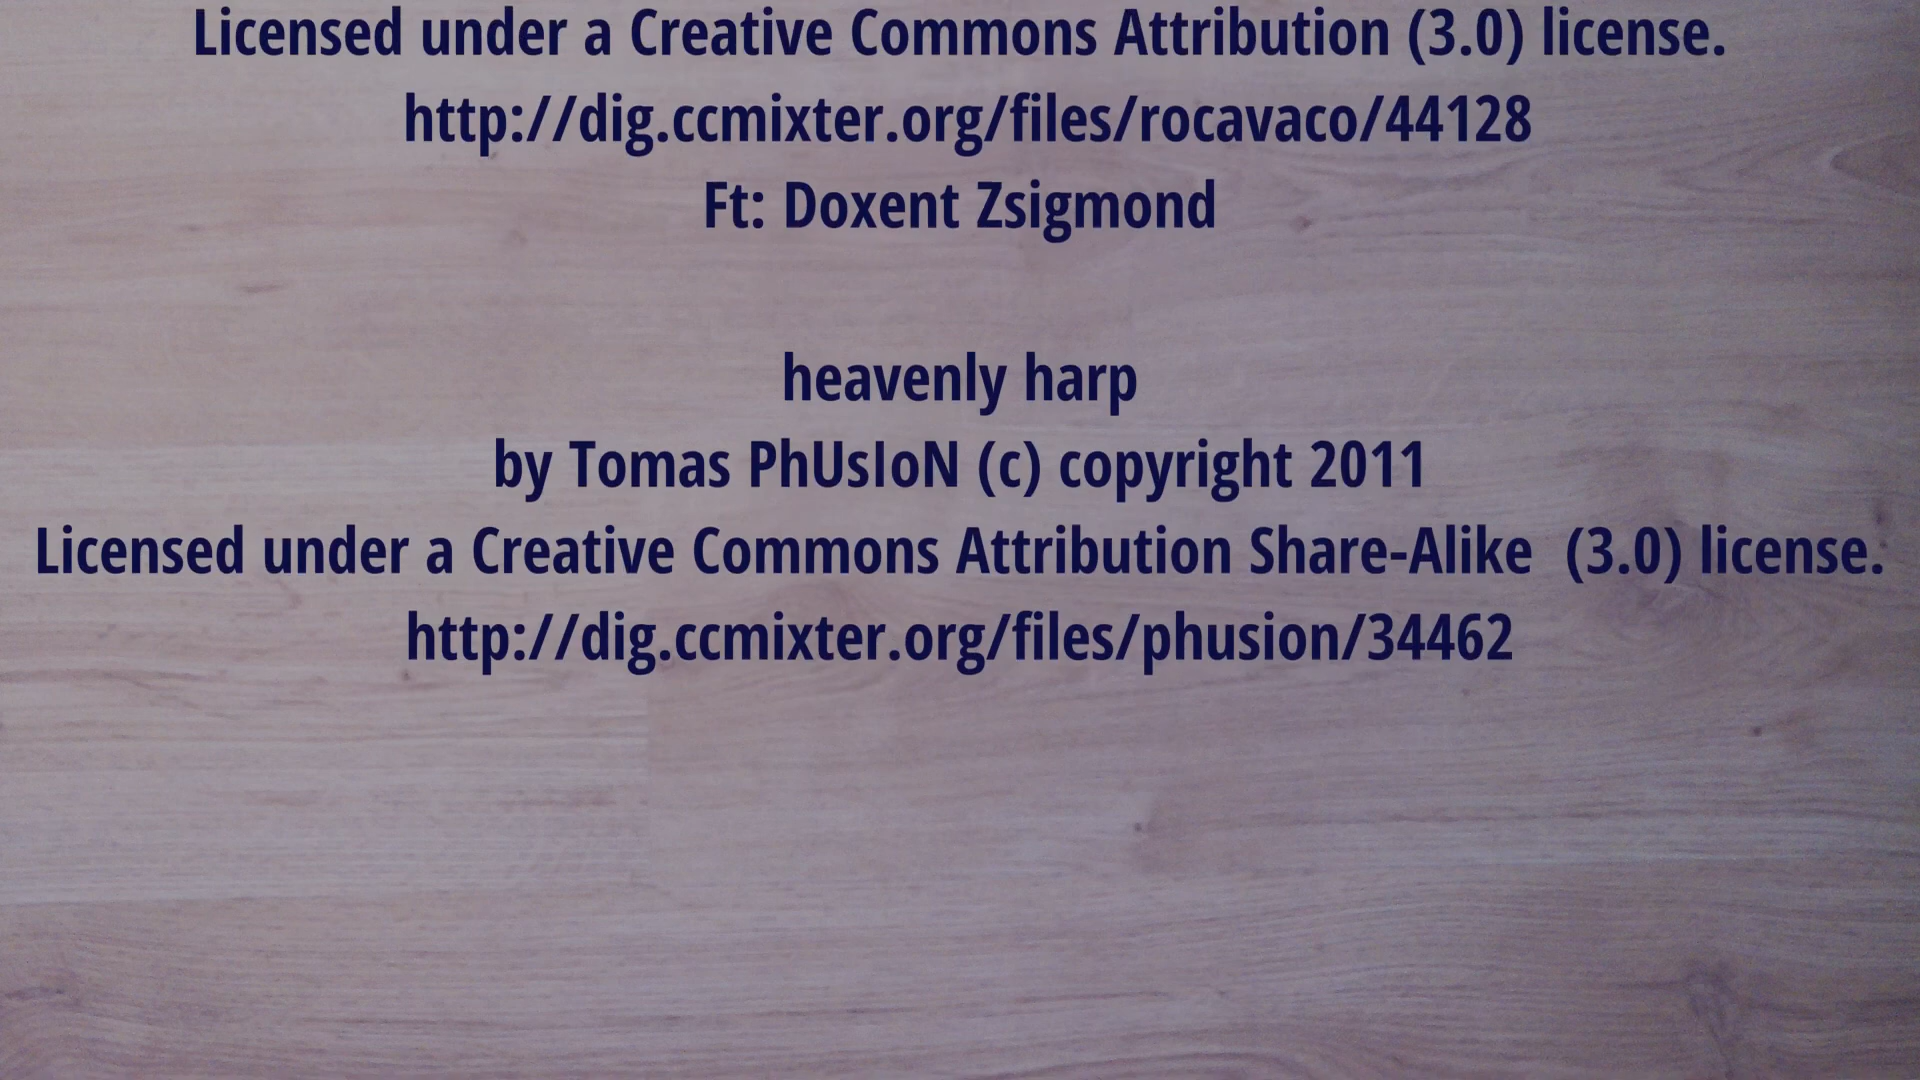 Licensed under a Creative Commons Attribution (3.0) license.
http://dig.ccmixter.org/files/rocavaco/44128
Ft: Doxent Zsigmond
heavenly harp
by Tomas PhUsIoN (c) copyright 2011
Licensed under a Creative Commons Attribution Share-Alike  (3.0) license.
http://dig.ccmixter.org/files/phusion/34462